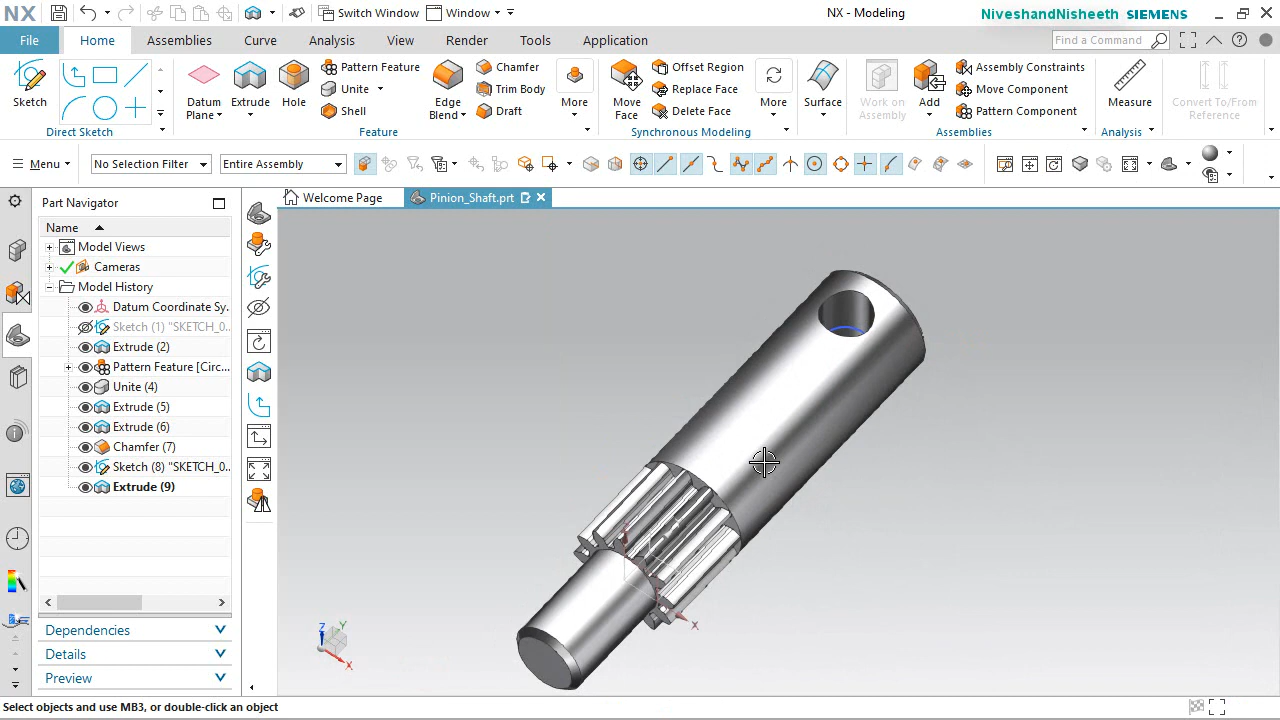 NX
Switch Window
Window
NX - Modeling
NiveshandNisheeth SIEMENS
File
Home
Assemblies
Curve
Analysis
View
Render
Tools
Application
Find a Command
Sketch
Direct Sketch
Datum Plane
Extrude
Hole
Pattern Feature
Unite
Shell
Edge Blend
Chamfer
Trim Body
Draft
More
Feature
Move Face
Offset Region
Replace Face
Delete Face
More
Synchronous Modeling
Surface
Work on Assembly
Add
Assembly Constraints
Move Component
Pattern Component
Assemblies
Measure
Analysis
Convert To/From Reference
Menu
No Selection Filter
Entire Assembly
Part Navigator
Welcome Page
Pinion_Shaft.prt
Name
Model Views
Cameras
Model History
Datum Coordinate Sy.
Sketch (1) "SKETCH_0..
Extrude (2)
Pattern Feature [Circ...
Unite (4)
Extrude (5)
Extrude (6)
Chamfer (7)
Sketch (8) "SKETCH_0..
Extrude (9)
Dependencies
Details
Preview
X
Z
Y
X
Select objects and use MB3, or double-click an object